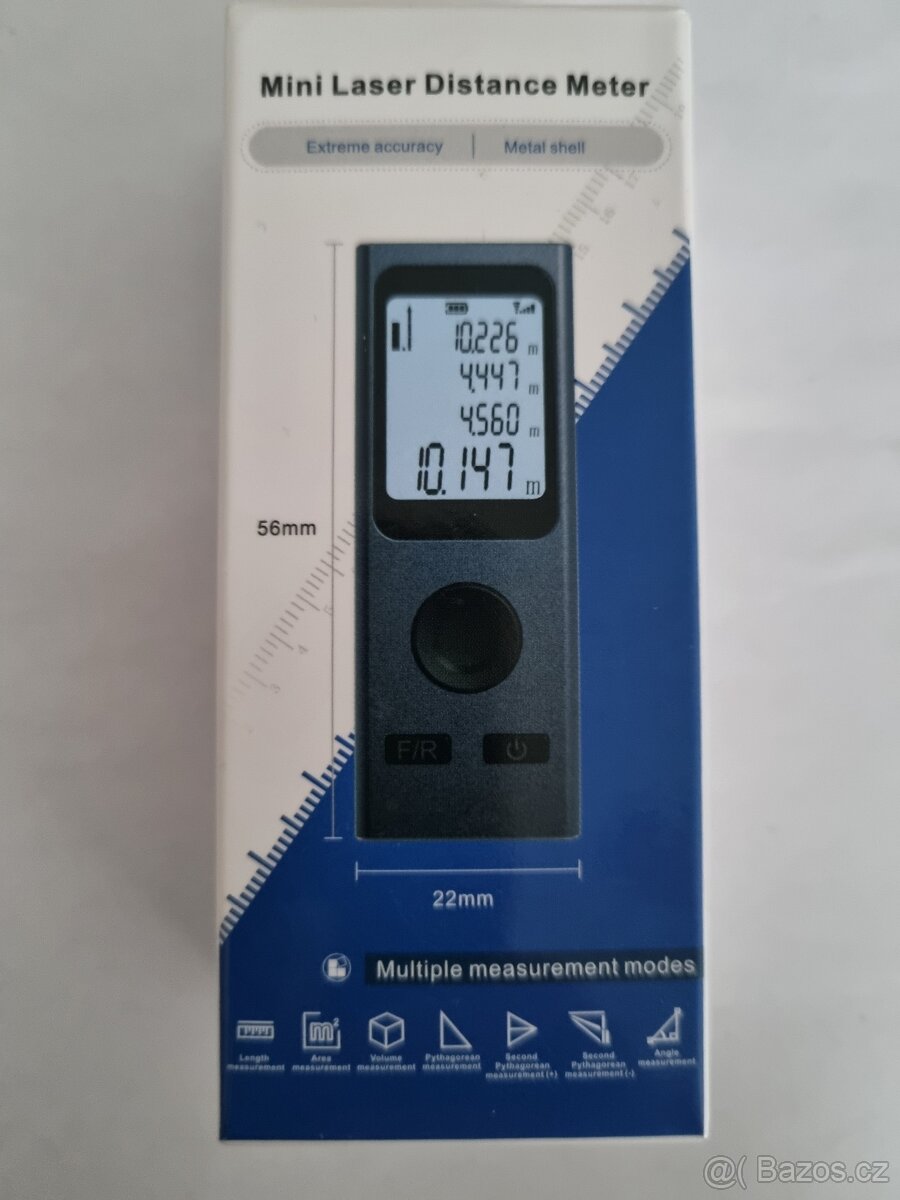 Mini Laser Distance Meter
Extreme accuracy | Metal shell
10.226 m
4.447 m
4.560 m
10.147 m
56mm
F/R
22mm
Multiple measurement modes
m²
Length measurement
Area measurement
Volume measurement
Pythagorean measurement
Second Pythagorean measurement (+)
Second Pythagorean measurement (-)
Angle measurement
@( Bazos.cz